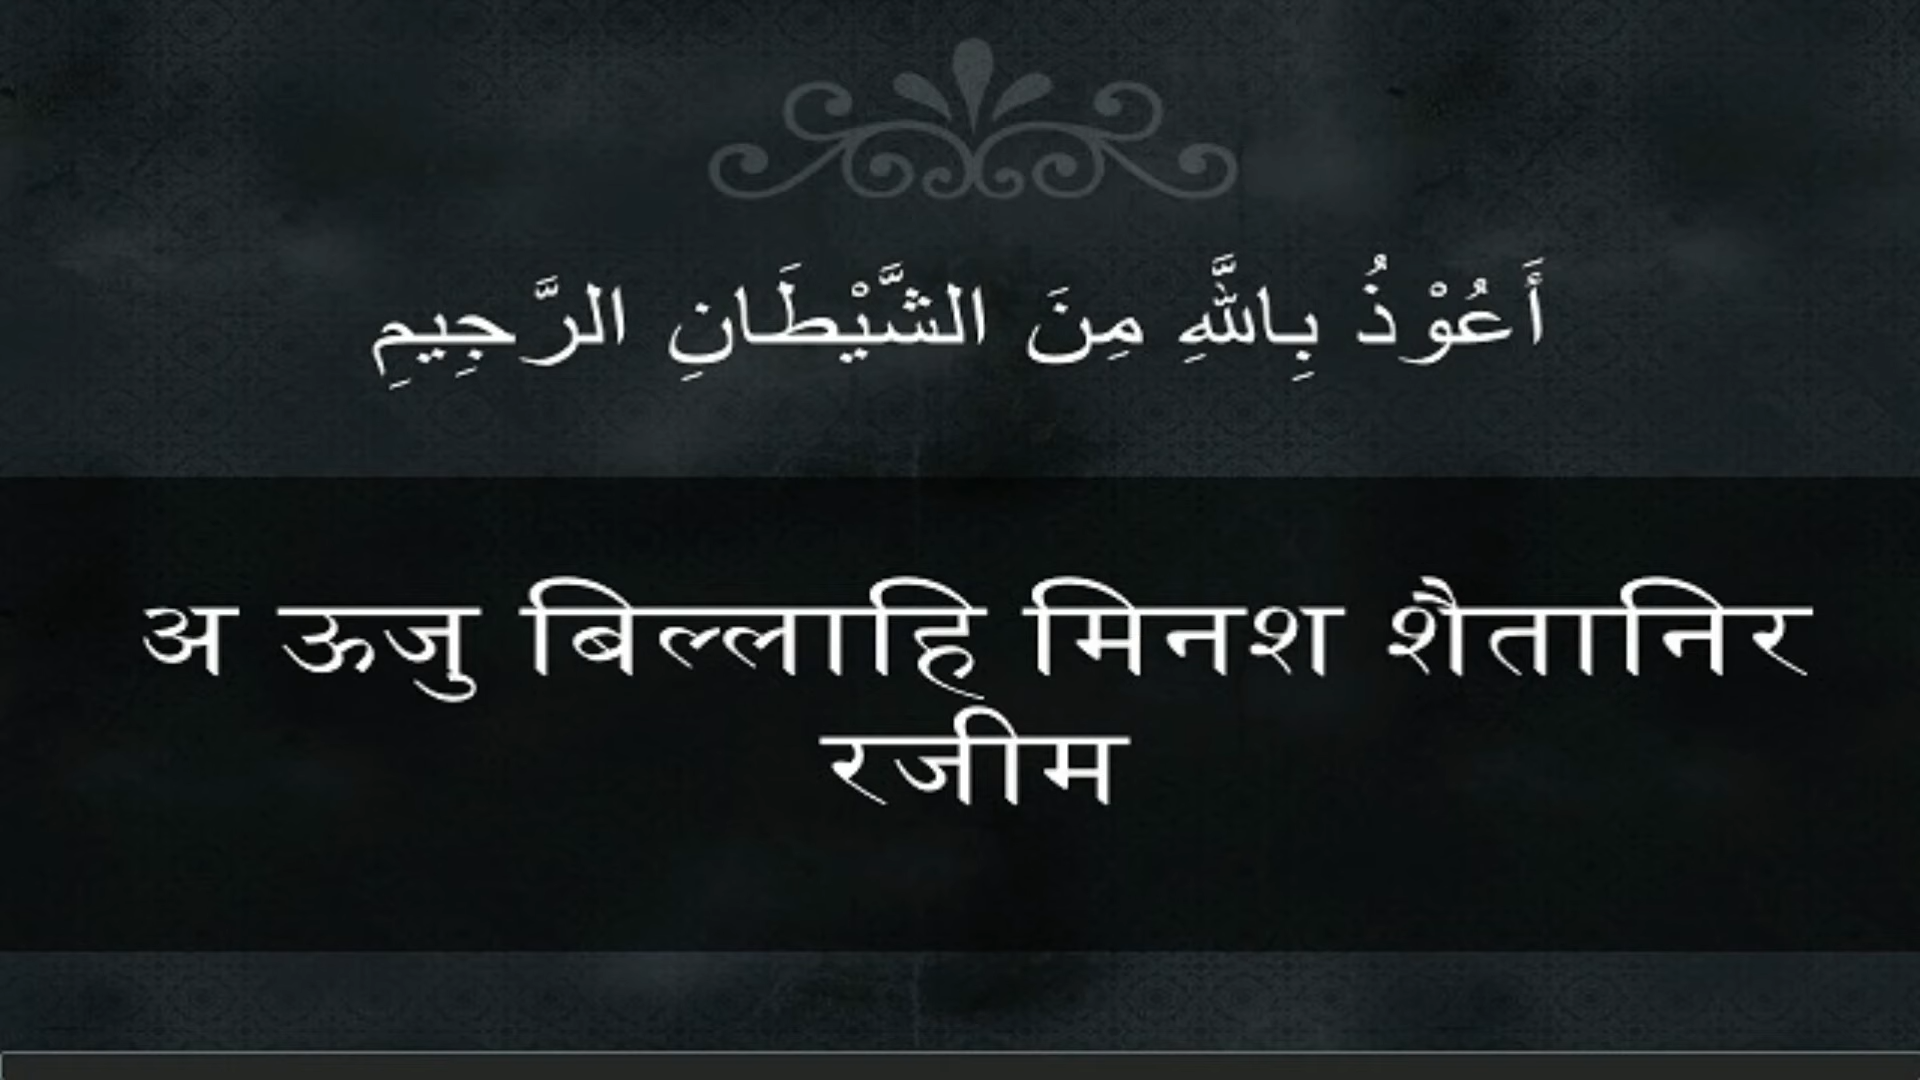 أَعُوْذُ بِاللَّهِ مِنَ الشَّيْطَانِ الرَّجِيمِ
अ ऊजु बिल्लाहि मिनश शैतानिर
रजीम